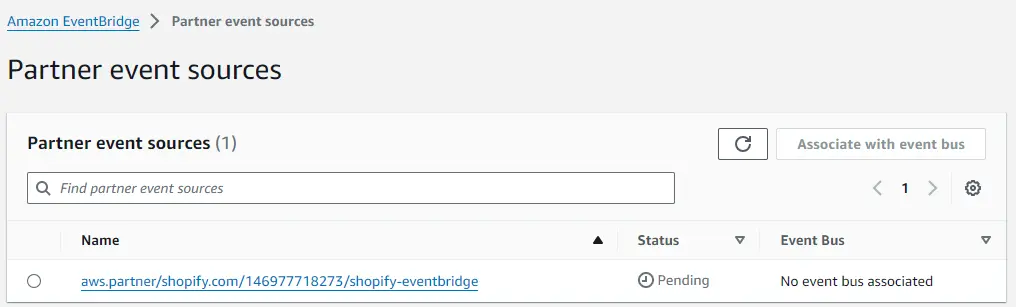 Amazon EventBridge > Partner event sources
Partner event sources
Partner event sources (1)
Associate with event bus
Find partner event sources
1
Name Status Event Bus
aws.partner/shopify.com/146977718273/shopify-eventbridge Pending No event bus associated